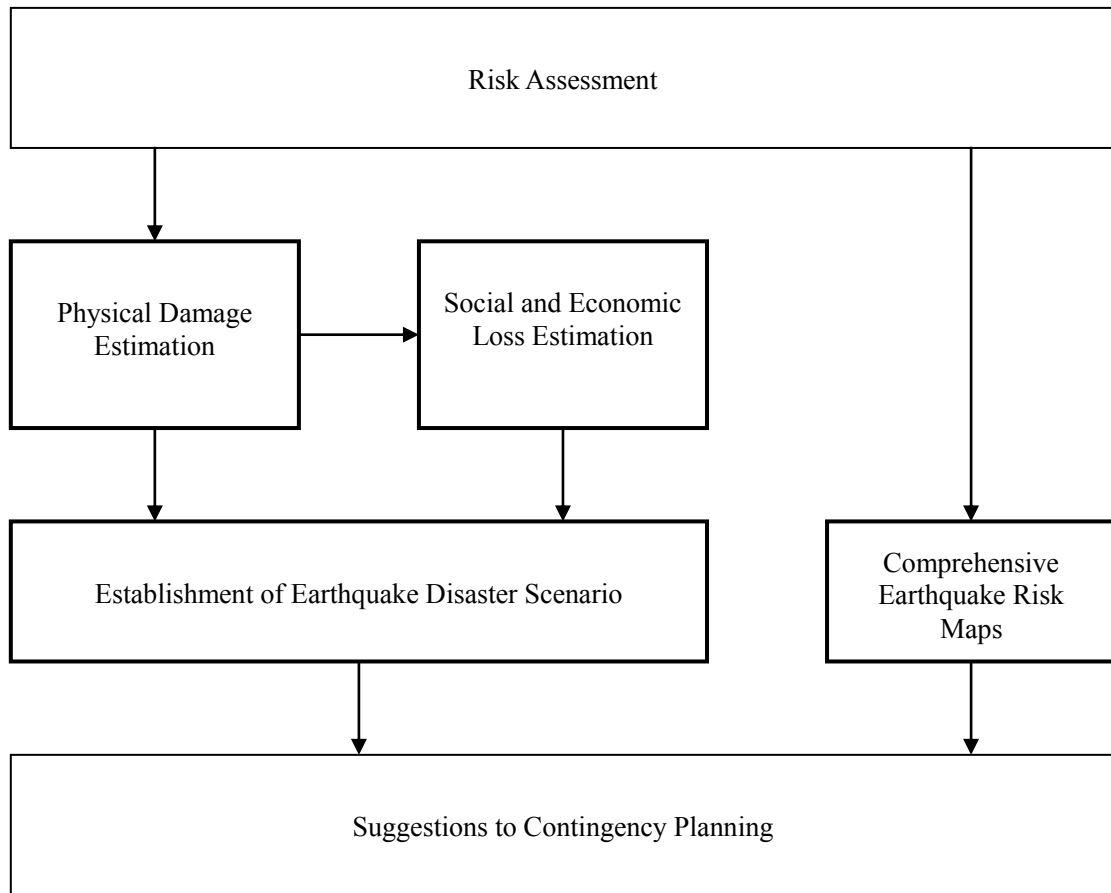 Risk Assessment
Physical Damage
Estimation
Social and Economic
Loss Estimation
Establishment of Earthquake Disaster Scenario
Comprehensive
Earthquake Risk
Maps
Suggestions to Contingency Planning